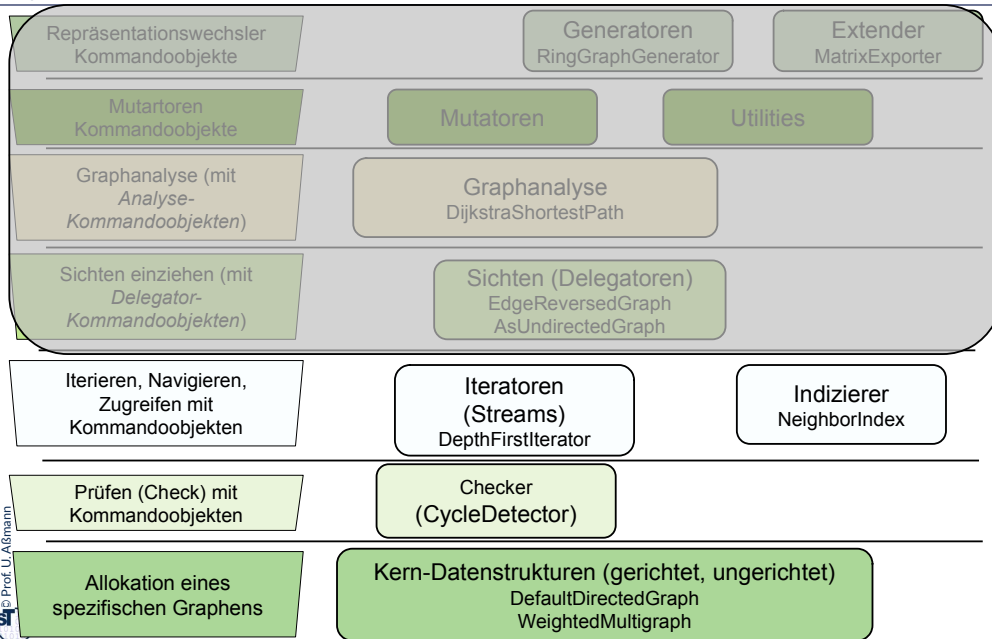 Repräsentationswechsler
Kommandoobjekte
Generatoren
RingGraphGenerator
Extender
MatrixExporter
Mutartoren
Kommandoobjekte
Mutatoren
Utilities
Graphanalyse (mit
Analyse-
Kommandoobjekten)
Graphanalyse
DijkstraShortestPath
Sichten einziehen (mit
Delegator-
Kommandoobjekten)
Sichten (Delegatoren)
EdgeReversedGraph
AsUndirectedGraph
Iterieren, Navigieren,
Zugreifen mit
Kommandoobjekten
Iteratoren
(Streams)
DepthFirstIterator
Indizierer
NeighborIndex
Prüfen (Check) mit
Kommandoobjekten
Checker
(CycleDetector)
Allokation eines
spezifischen Graphens
Kern-Datenstrukturen (gerichtet, ungerichtet)
DefaultDirectedGraph
WeightedMultigraph
© Prof. U. Aßmann